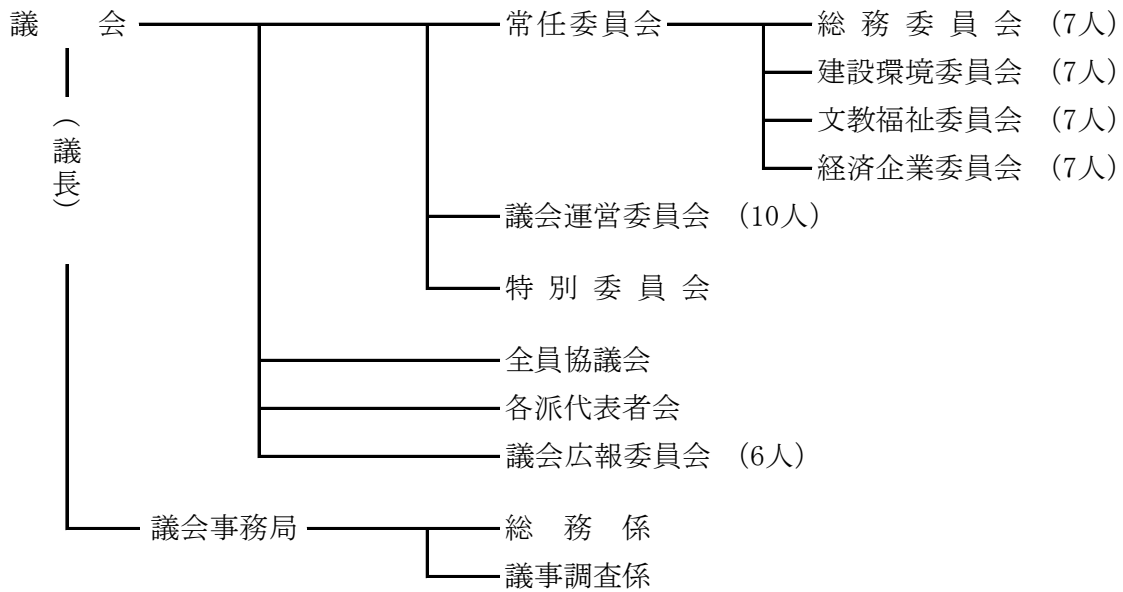 議会 常任委員会 総務委員会 （7人）
建設環境委員会 （7人）
（議長） 文教福祉委員会 （7人）
経済企業委員会 （7人）
議会運営委員会 （10人）
特別委員会
全員協議会
各派代表者会
議会広報委員会 （6人）
議会事務局 総務係
議事調査係